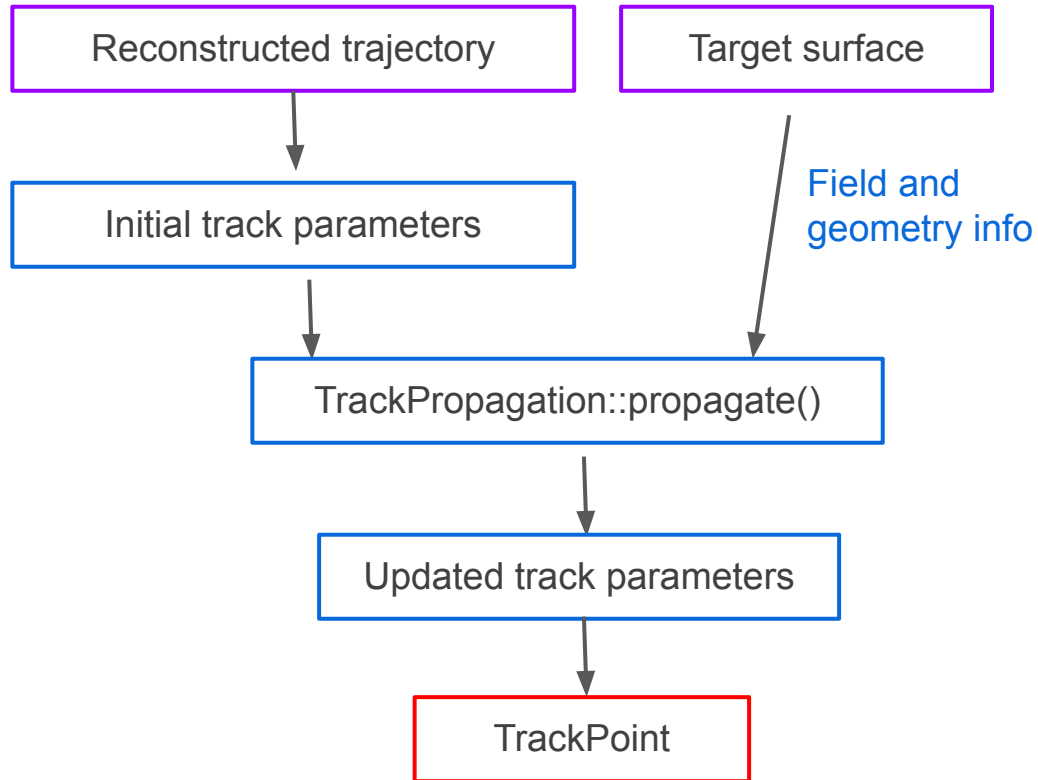 Reconstructed trajectory
Target surface
Field and
geometry info
Initial track parameters
TrackPropagation::propagate()
Updated track parameters
TrackPoint